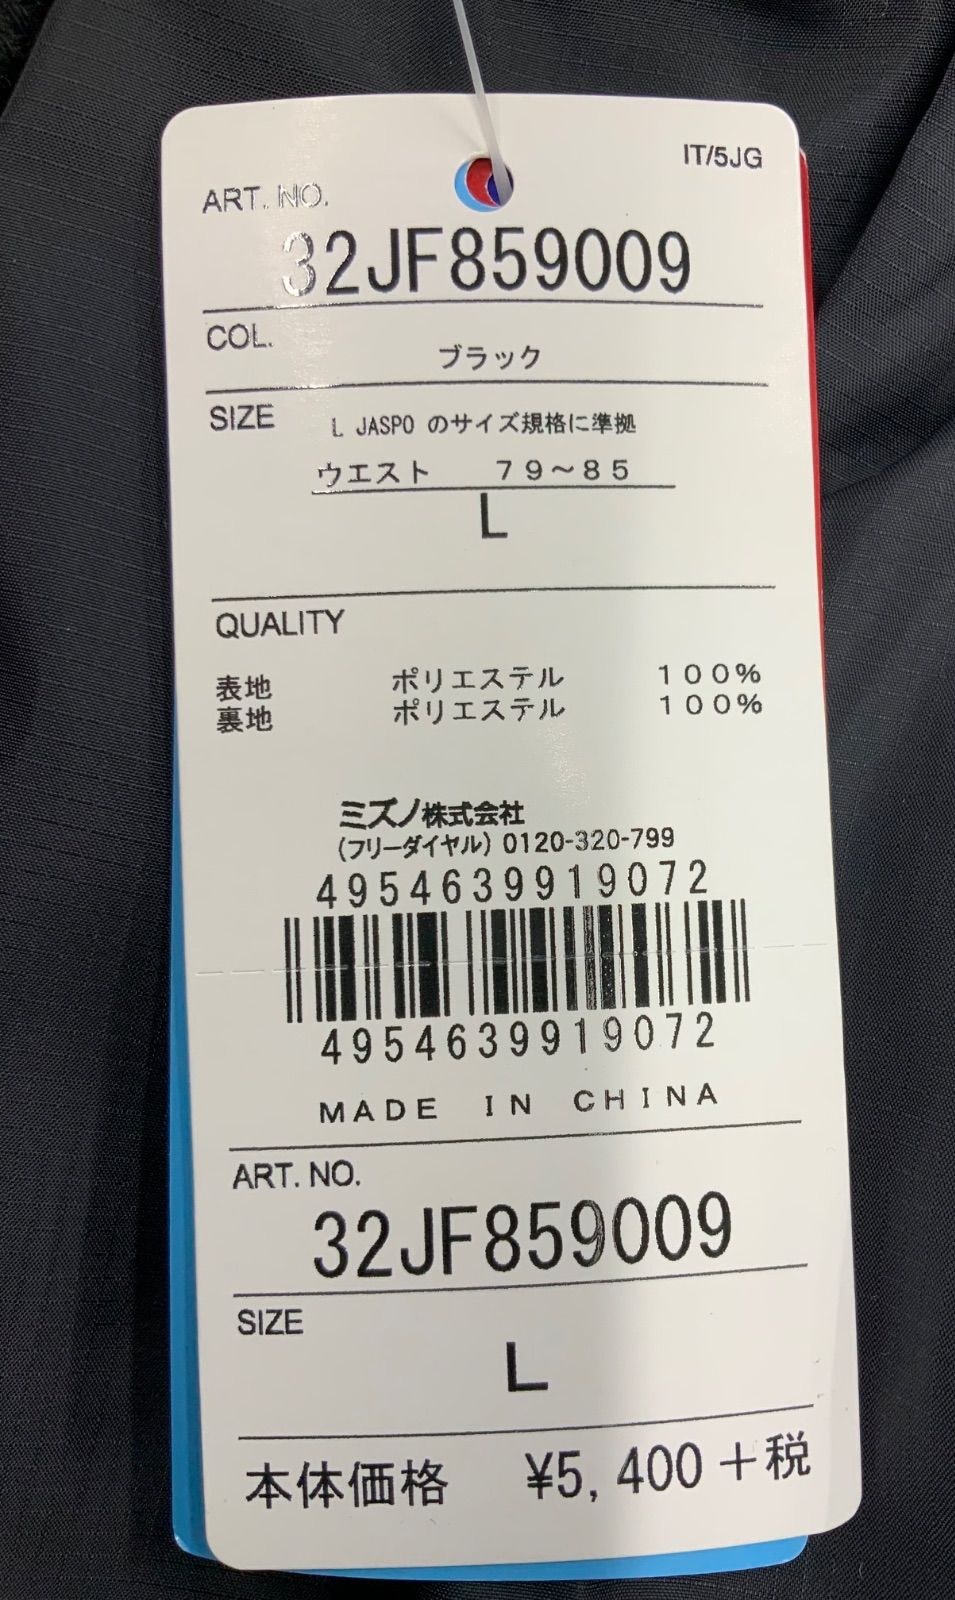 IT/5JG
ART. NO.
32JF859009
COL.
ブラック
SIZE
L JASPO のサイズ規格に準拠
ウエスト 79～85
L
QUALITY
表地 ポリエステル 100%
裏地 ポリエステル 100%
ミズノ株式会社
(フリーダイヤル) 0120-320-799
4954639919072
4954639919072
MADE IN CHINA
ART. NO.
32JF859009
SIZE
L
本体価格 ¥5,400+税